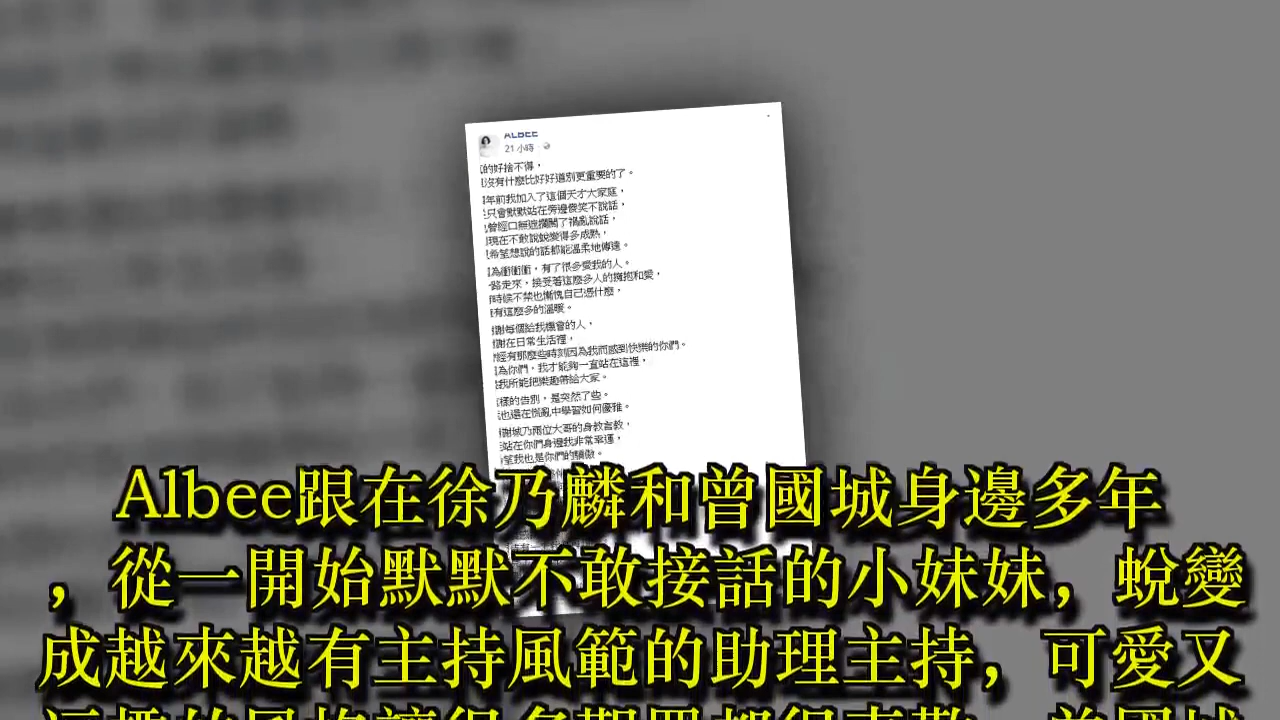 ALBEE
21 小時
的好捨不得，
沒有什麼比好好道別更重要的了。
年前我加入了這個天才大家庭，
只會默默站在旁邊傻笑不說話，
曾經口無遮攔闖了禍亂說話，
現在不敢說蛻變得多成熟，
希望想說的話都能溫柔地傳達。
為衝衝衝，有了很多愛我的人。
路走來，接受著這麼多人的擁抱和愛，
時候不禁也慚愧自己憑什麼，
有這麼多的溫暖。
謝每個給我機會的人，
謝在日常生活裡，
經有那麼些時刻因為我而感到快樂的你們。
為你們，我才能夠一直站在這裡，
我所能把樂趣帶給大家。
樣的告別，是突然了些。
也還在慌亂中學習如何優雅。
謝城乃兩位大哥的身教言教，
站在你們身邊我非常幸運，
望我也是你們的驕傲。
Albee跟在徐乃麟和曾國城身邊多年
，從一開始默默不敢接話的小妹妹，蛻變
成越來越有主持風範的助理主持，可愛又